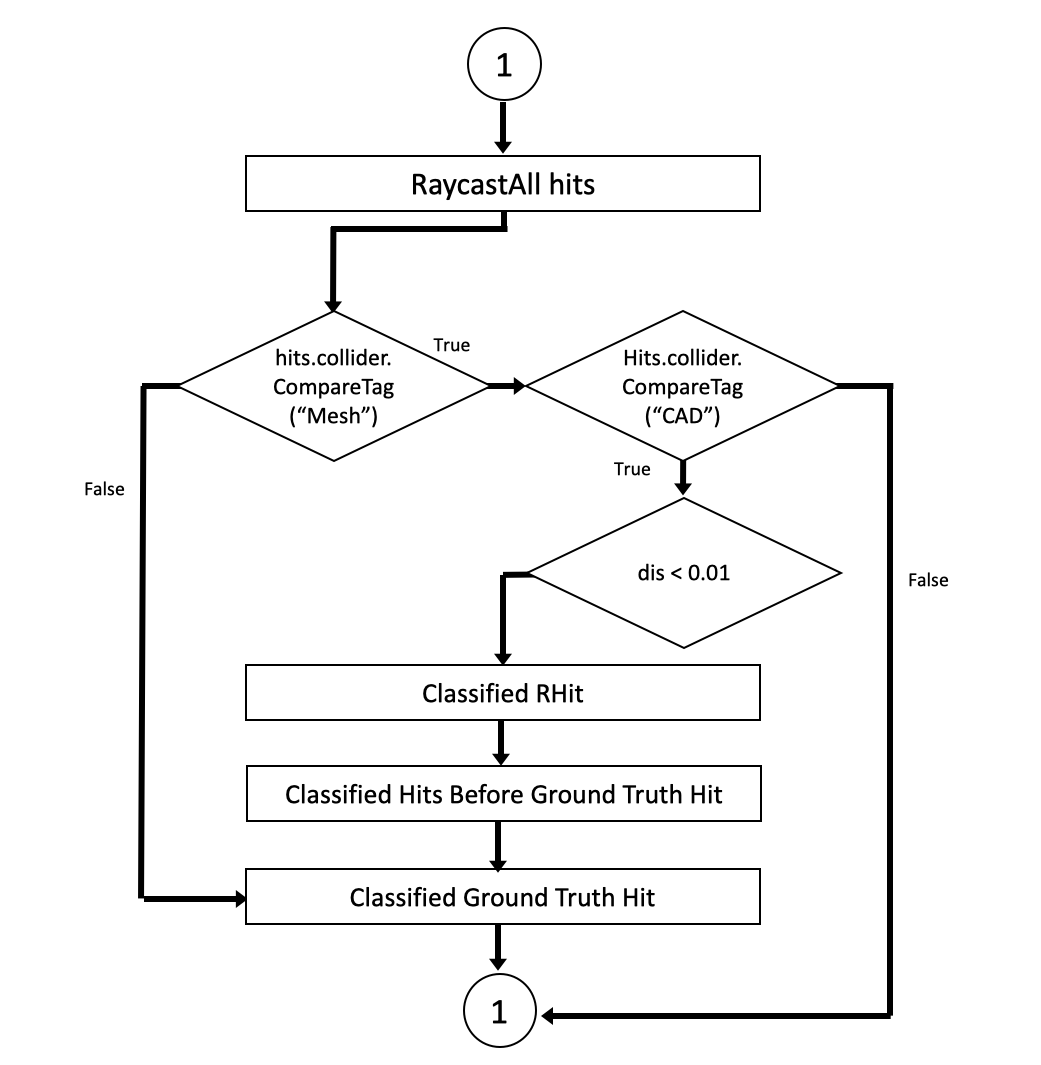 1
RaycastAll hits
True
hits.collider.
CompareTag
(“Mesh”)
Hits.collider.
CompareTag
(“CAD”)
True
False
dis < 0.01
False
Classified RHit
Classified Hits Before Ground Truth Hit
Classified Ground Truth Hit
1